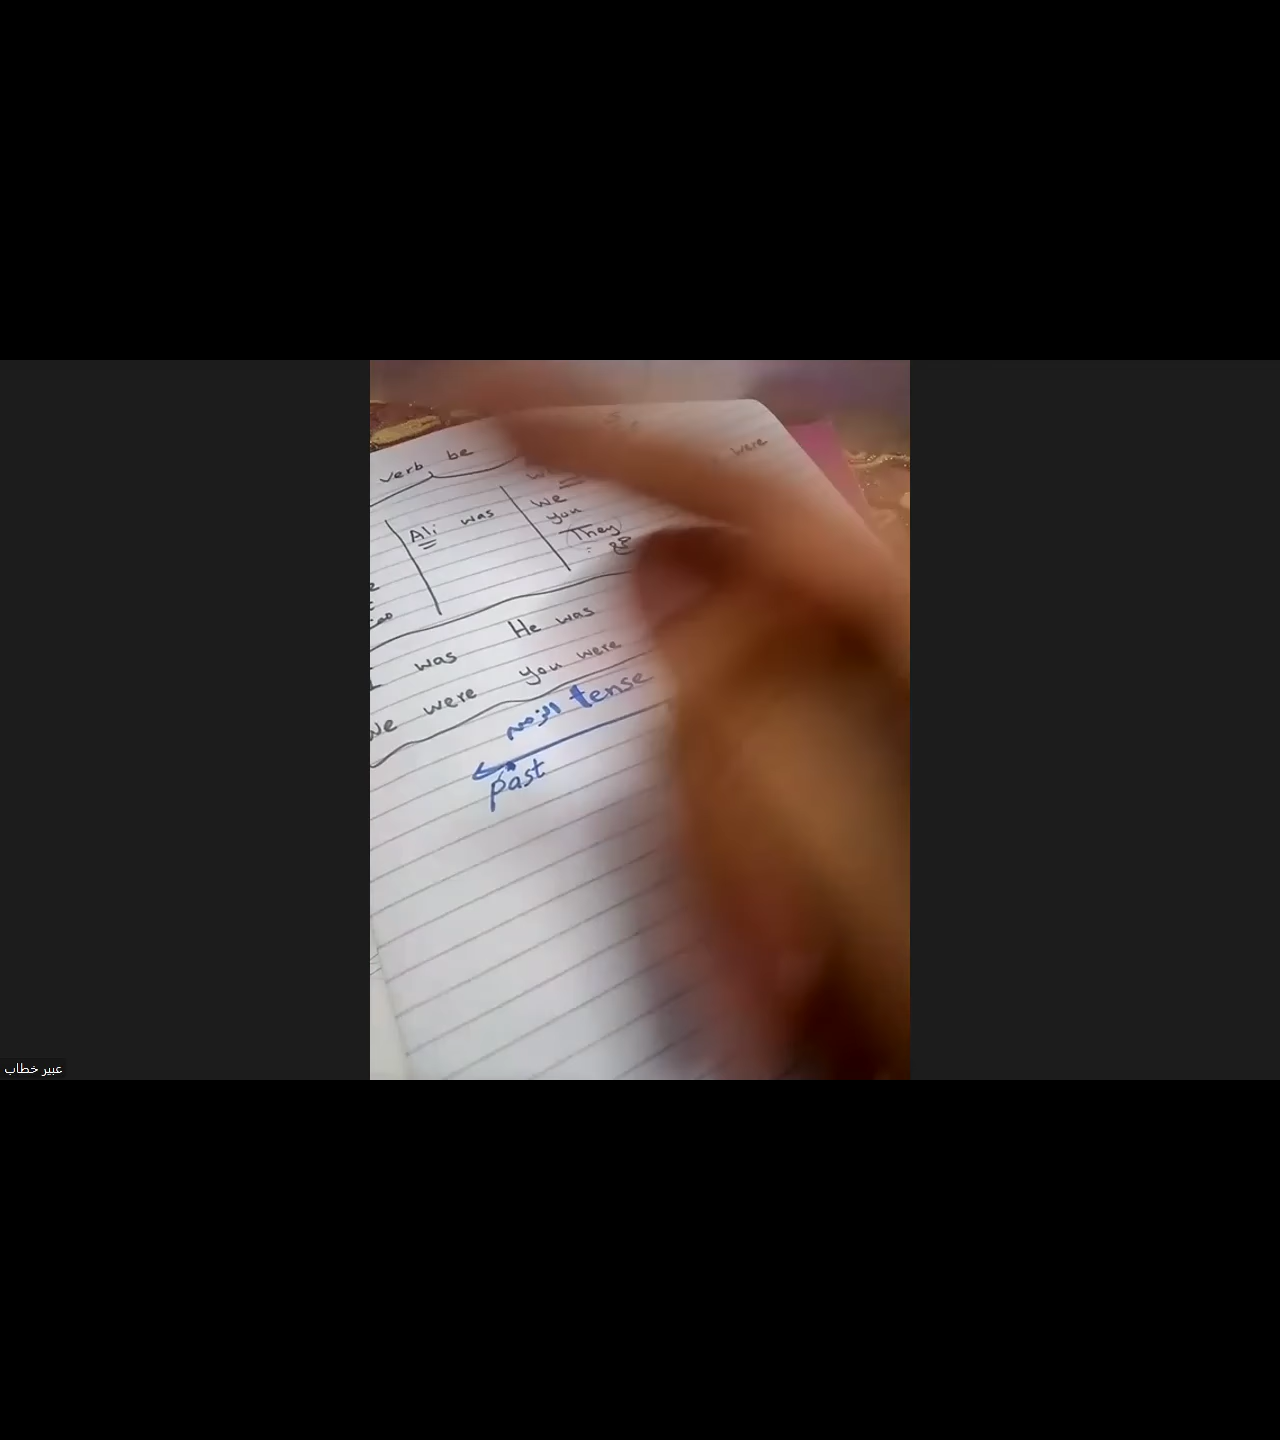 verb be
were
Ali was
we
you
They
He was
was
you were
we were
الزمن tense
past
عبير خطاب